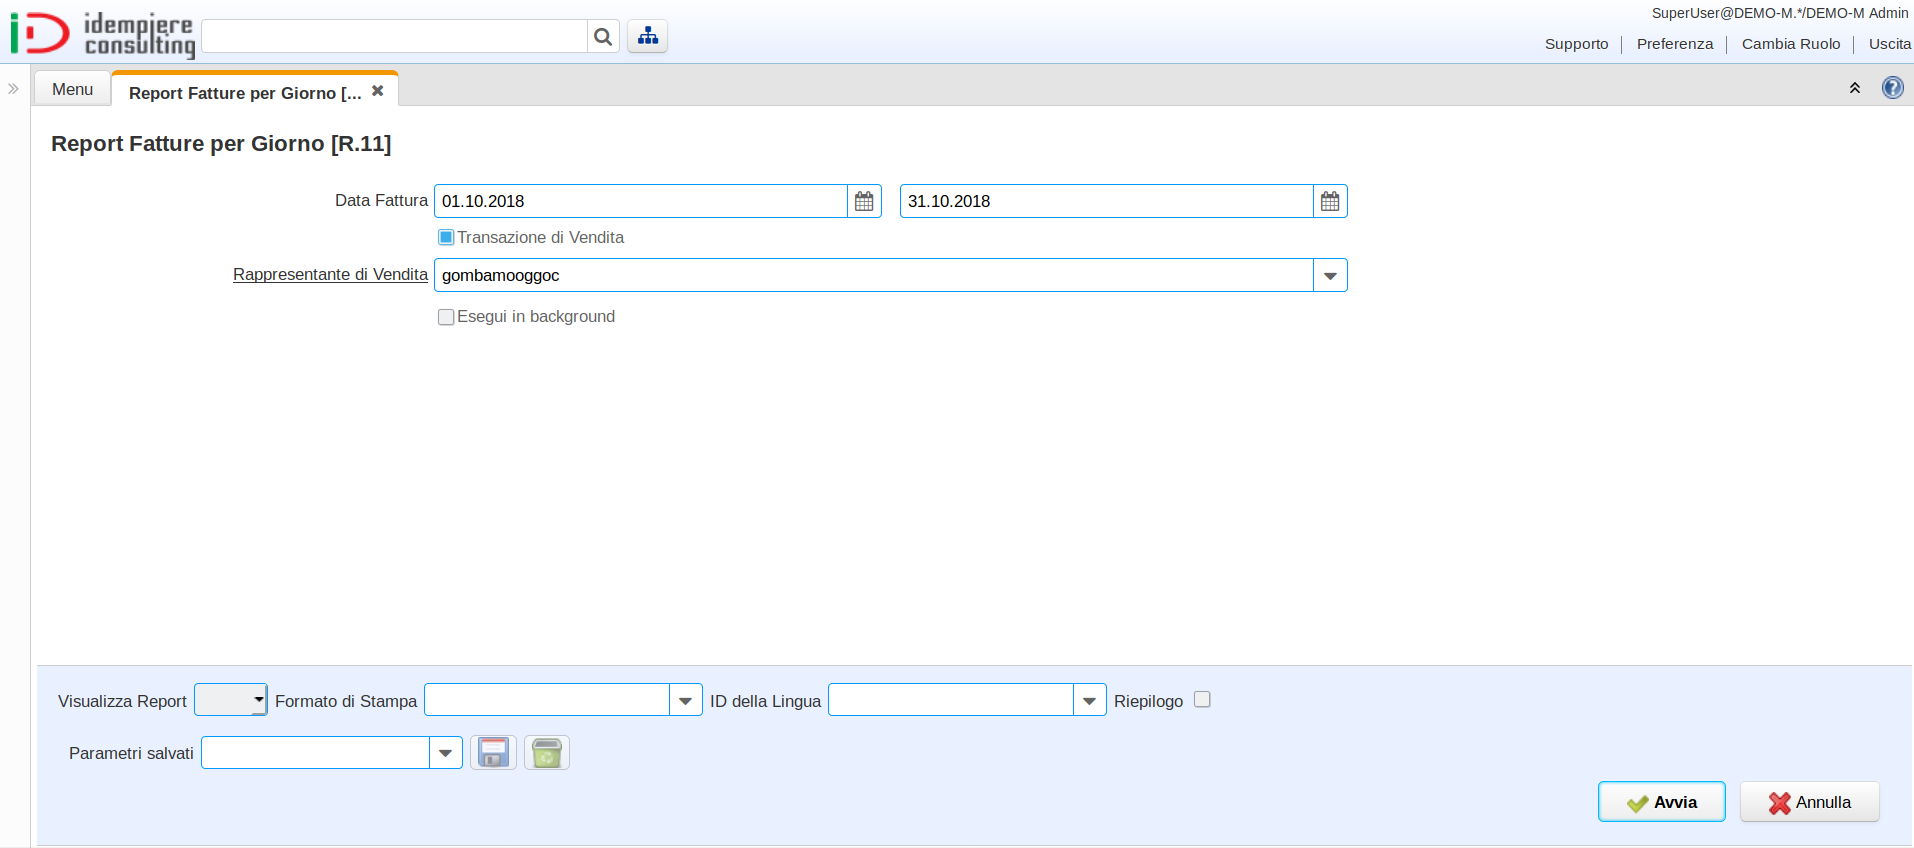 idempiere
consulting
SuperUser@DEMO-M.*/DEMO-M Admin
Supporto Preferenza Cambia Ruolo Uscita
Menu Report Fatture per Giorno [...
Report Fatture per Giorno [R.11]
Data Fattura 01.10.2018 31.10.2018
Transazione di Vendita
Rappresentante di Vendita gombamooggoc
Esegui in background
Visualizza Report Formato di Stampa ID della Lingua Riepilogo
Parametri salvati
Avvia Annulla